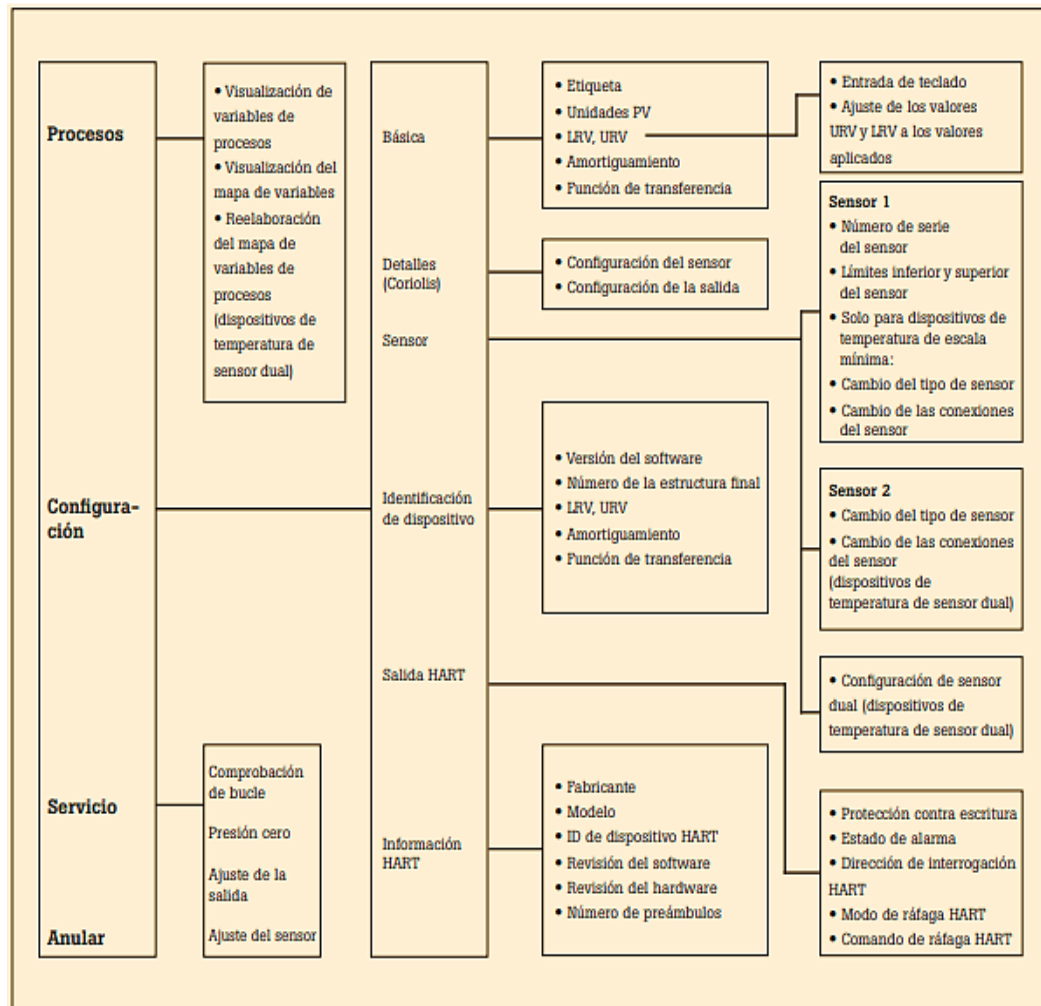 Procesos
Configura-
ción
Servicio
Anular
• Visualización de
variables de
procesos
• Visualización del
mapa de variables
• Reelaboración
del mapa de
variables de
procesos
(dispositivos de
temperatura de
sensor dual)
Comprobación
de bucle
Presión cero
Ajuste de la
salida
Ajuste del sensor
Básica
Detalles
(Coriolis)
Sensor
Identificación
de dispositivo
Salida HART
Información
HART
• Etiqueta
• Unidades PV
• LRV, URV
• Amortiguamiento
• Función de transferencia
• Configuración del sensor
• Configuración de la salida
• Versión del software
• Número de la estructura final
• LRV, URV
• Amortiguamiento
• Función de transferencia
• Fabricante
• Modelo
• ID de dispositivo HART
• Revisión del software
• Revisión del hardware
• Número de preámbulos
• Entrada de teclado
• Ajuste de los valores
URV y LRV a los valores
aplicados
Sensor 1
• Número de serie
del sensor
• Límites inferior y superior
del sensor
• Solo para dispositivos de
temperatura de escala
mínima:
• Cambio del tipo de sensor
• Cambio de las conexiones
del sensor
Sensor 2
• Cambio del tipo de sensor
• Cambio de las conexiones
del sensor
(dispositivos de
temperatura de sensor dual)
• Configuración de sensor
dual (dispositivos de
temperatura de sensor dual)
• Protección contra escritura
• Estado de alarma
• Dirección de interrogación
HART
• Modo de ráfaga HART
• Comando de ráfaga HART